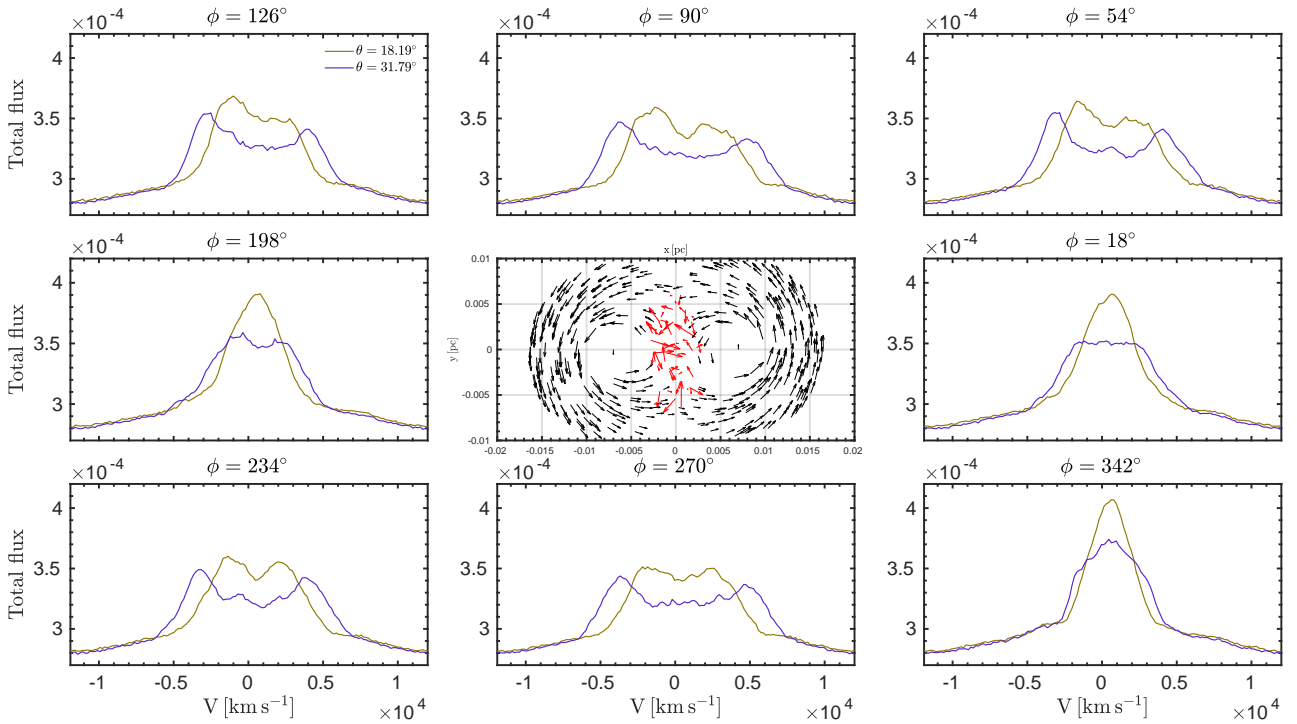 ×10⁻⁴ ϕ = 126° ×10⁻⁴ ϕ = 90° ×10⁻⁴ ϕ = 54°
θ = 18.19°
θ = 31.79°
4 4 4
3.5 3.5 3.5
3 3 3
Total flux
×10⁻⁴ ϕ = 198° x [pc] ×10⁻⁴ ϕ = 18°
4 0.01 4
0.005
3.5 0 3.5
-0.005
3 -0.01 3
Total flux y [pc]
-0.02 -0.015 -0.01 -0.005 0 0.005 0.01 0.015 0.02
×10⁻⁴ ϕ = 234° ×10⁻⁴ ϕ = 270° ×10⁻⁴ ϕ = 342°
4 4 4
3.5 3.5 3.5
3 3 3
Total flux
-1 -0.5 0 0.5 1 -1 -0.5 0 0.5 1 -1 -0.5 0 0.5 1
V [km s⁻¹] ×10⁴ V [km s⁻¹] ×10⁴ V [km s⁻¹] ×10⁴